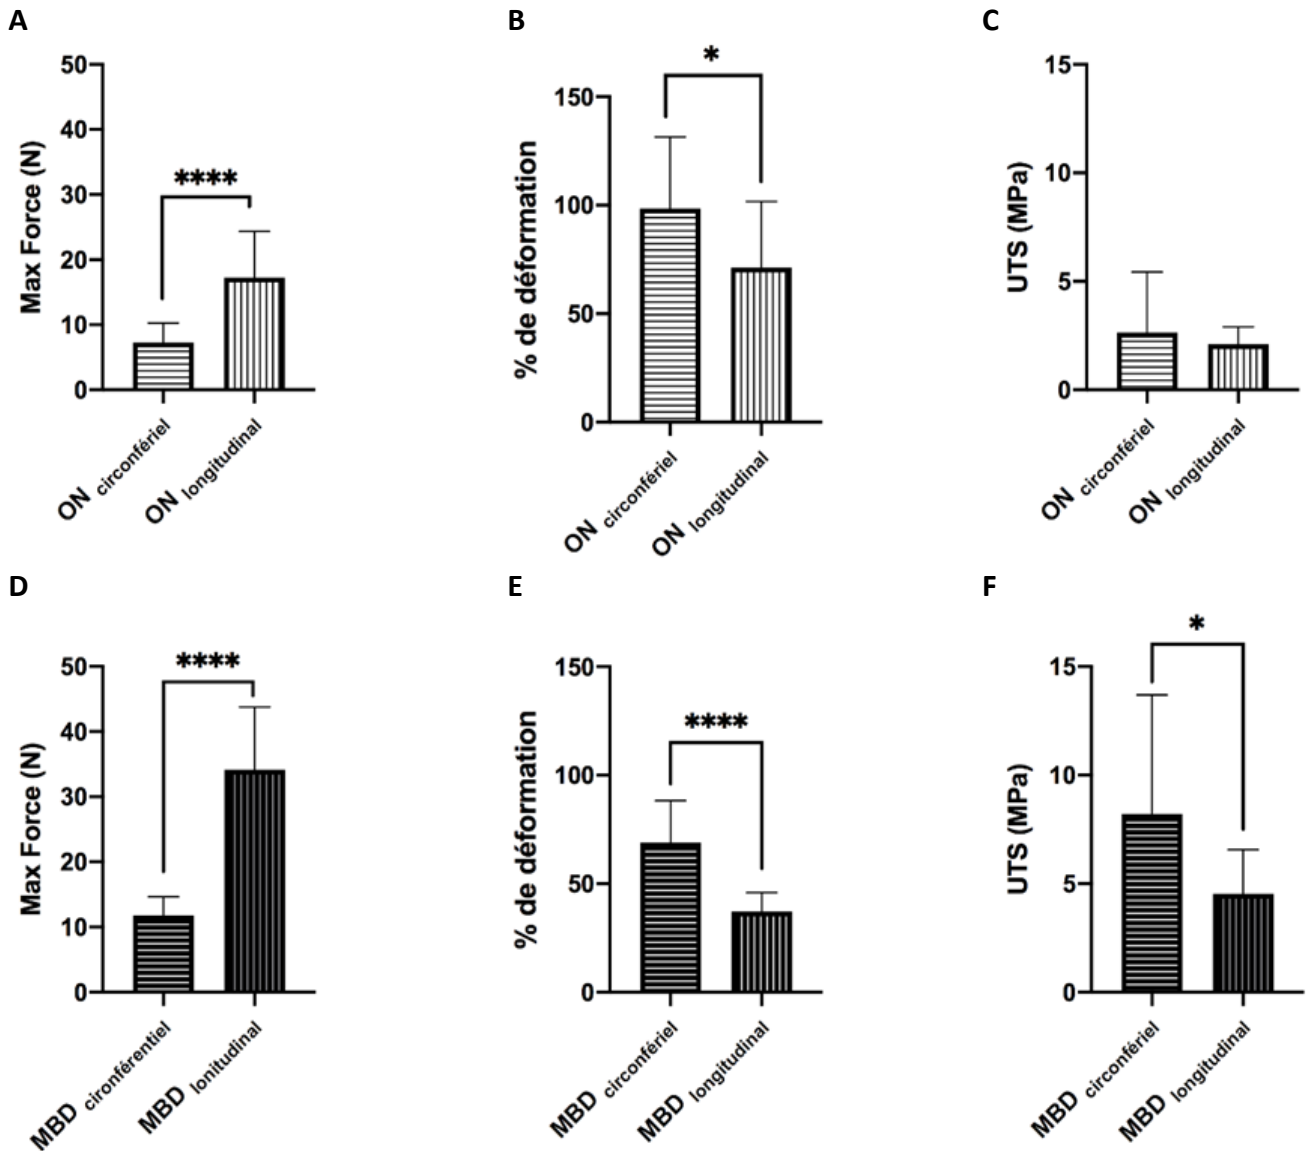 A
50
40
30
20
10
0
Max Force (N)
****
ON circonfériel
ON longitudinal
B
150
100
50
0
% de déformation
*
ON circonfériel
ON longitudinal
C
15
10
5
0
UTS (MPa)
ON circonfériel
ON longitudinal
D
50
40
30
20
10
0
Max Force (N)
****
MBD cironférentiel
MBD lonitudinal
E
150
100
50
0
% de déformation
****
MBD circonfériel
MBD longitudinal
F
15
10
5
0
UTS (MPa)
*
MBD circonfériel
MBD longitudinal